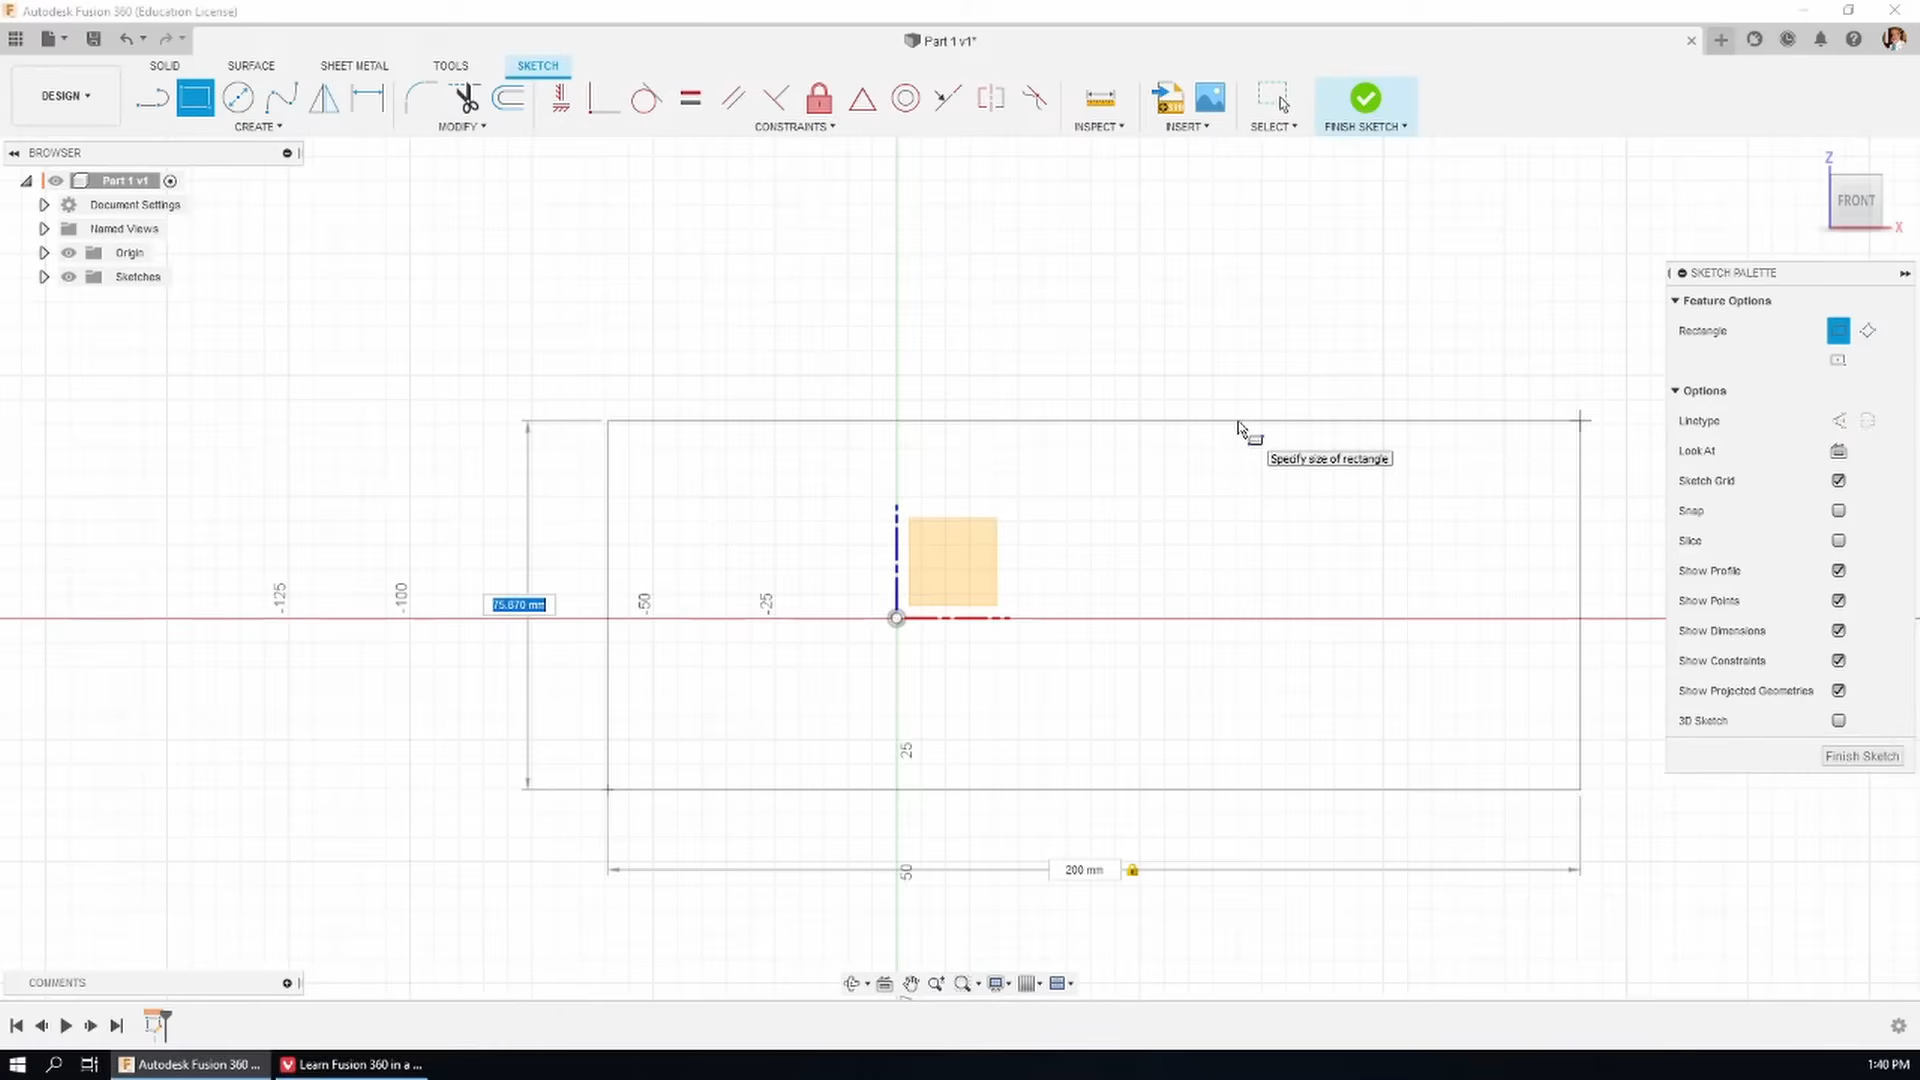 Autodesk Fusion 360 (Education License)
Part 1 v1*
SOLID
SURFACE
SHEET METAL
TOOLS
SKETCH
DESIGN
CREATE
MODIFY
CONSTRAINTS
INSPECT
INSERT
SELECT
FINISH SKETCH
BROWSER
Part 1 v1
Document Settings
Named Views
Origin
Sketches
Z
FRONT
X
SKETCH PALETTE
Feature Options
Rectangle
Options
Linetype
Look At
Sketch Grid
Snap
Slice
Show Profile
Show Points
Show Dimensions
Show Constraints
Show Projected Geometries
3D Sketch
Finish Sketch
Specify size of rectangle
-125
-100
75.870 mm
-50
-25
25
50
200 mm
COMMENTS
Autodesk Fusion 360 ...
Learn Fusion 360 in a ...
1:40 PM